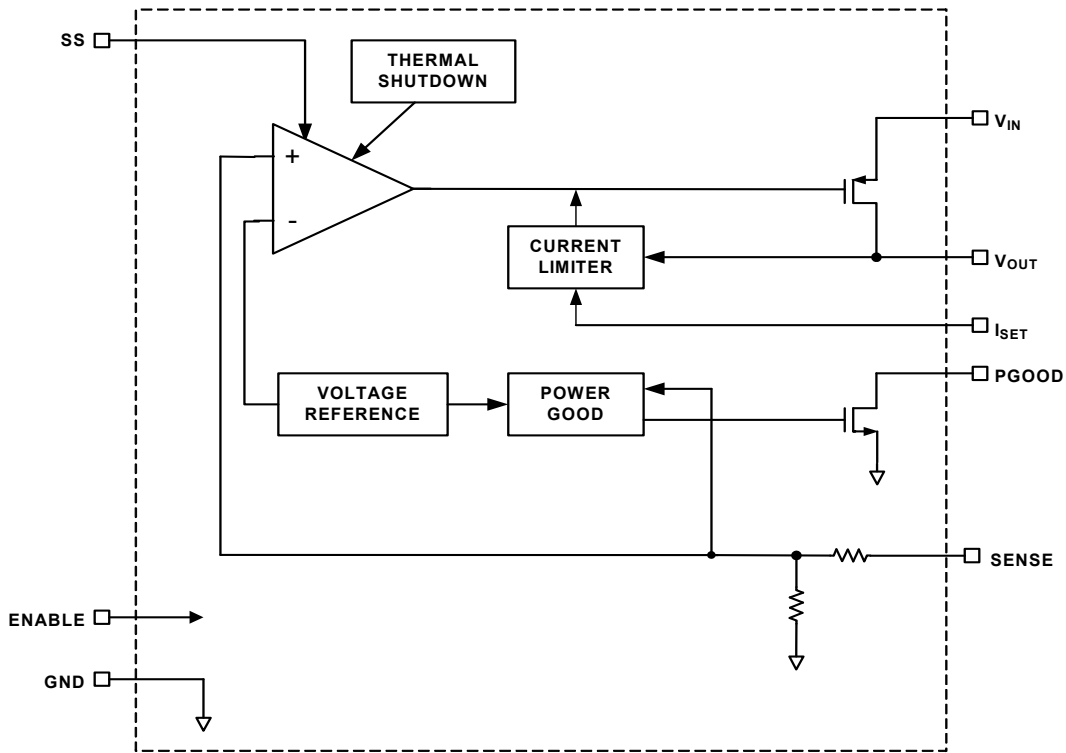 SS
THERMAL
SHUTDOWN
VIN
+
-
CURRENT
LIMITER
VOUT
ISET
VOLTAGE
REFERENCE
POWER
GOOD
PGOOD
SENSE
ENABLE
GND